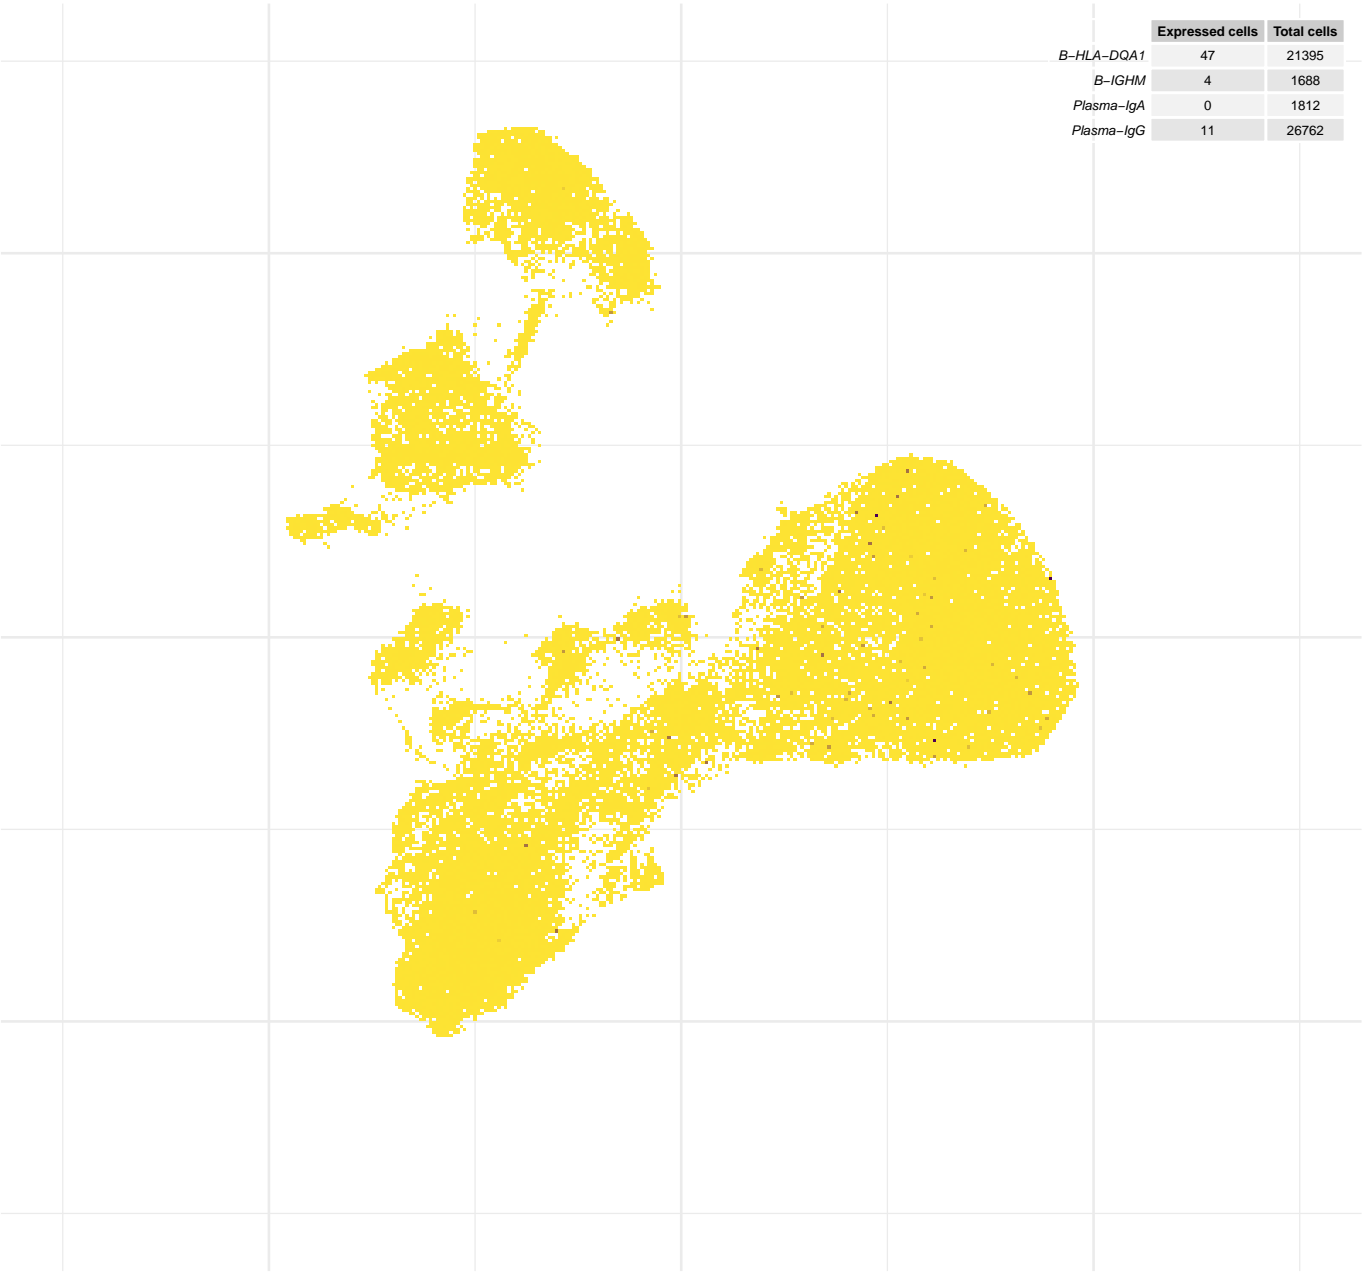 Expressed cells Total cells
B−HLA−DQA1 47 21395
B−IGHM 4 1688
Plasma−IgA 0 1812
Plasma−IgG 11 26762